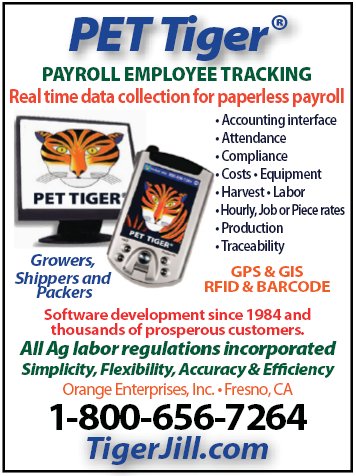 PET Tiger®
PAYROLL EMPLOYEE TRACKING
Real time data collection for paperless payroll
• Accounting interface
• Attendance
• Compliance
• Costs • Equipment
• Harvest • Labor
• Hourly, Job or Piece rates
• Production
• Traceability
PET TIGER®
PET TIGER®
Growers,
Shippers and
Packers
GPS & GIS
RFID & BARCODE
Software development since 1984 and
thousands of prosperous customers.
All Ag labor regulations incorporated
Simplicity, Flexibility, Accuracy & Efficiency
Orange Enterprises, Inc. • Fresno, CA
1-800-656-7264
TigerJill.com